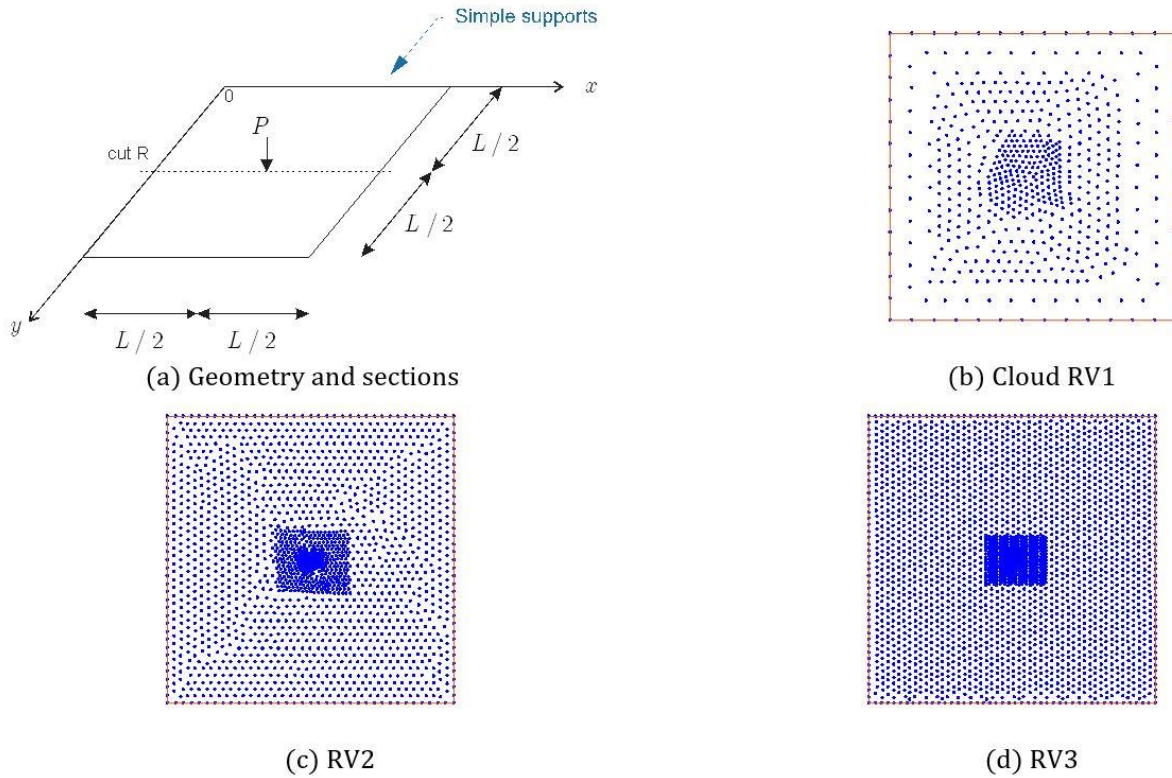 Simple supports
0
x
P
cut R
L / 2
L / 2
y
L / 2
L / 2
(a) Geometry and sections
(b) Cloud RV1
(c) RV2
(d) RV3